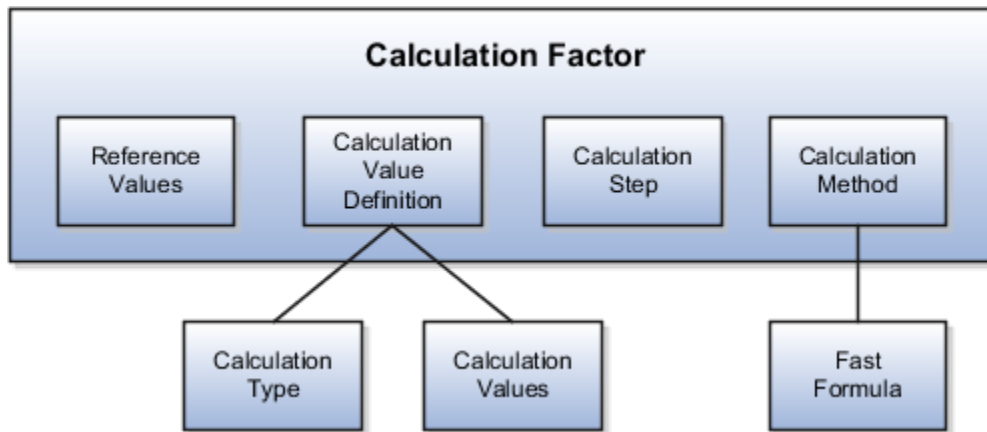 Calculation Factor
Reference
Values
Calculation
Value
Definition
Calculation
Step
Calculation
Method
Calculation
Type
Calculation
Values
Fast
Formula